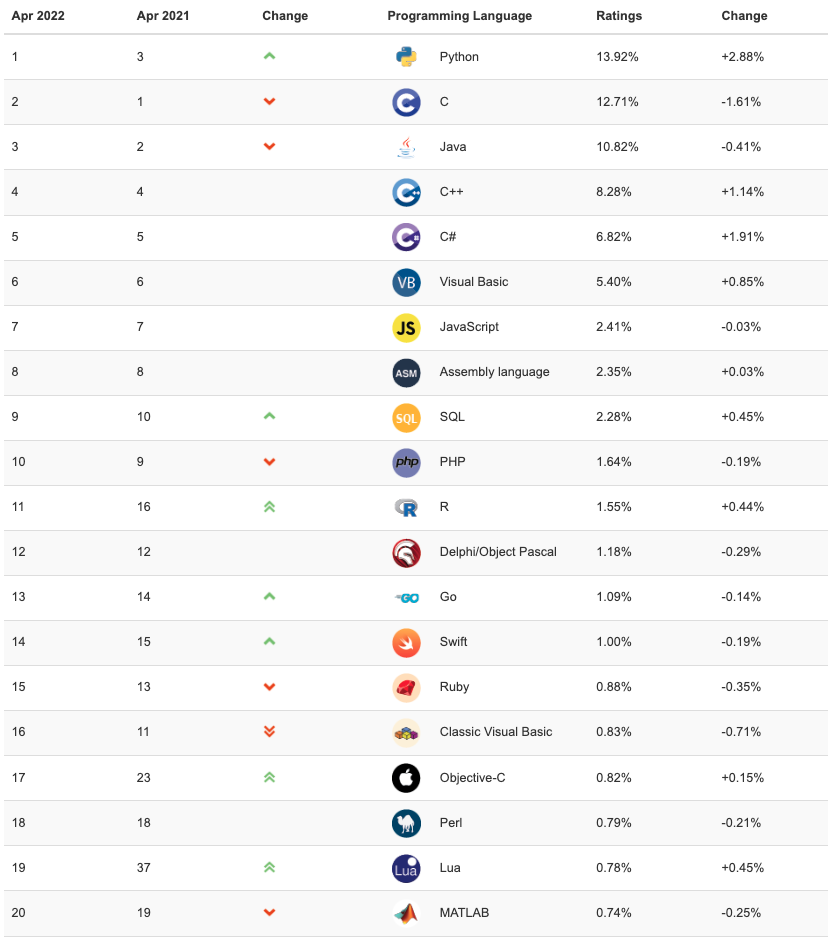 Apr 2022 Apr 2021 Change Programming Language Ratings Change
1 3 Python 13.92% +2.88%
2 1 C 12.71% -1.61%
3 2 Java 10.82% -0.41%
4 4 C++ 8.28% +1.14%
5 5 C# 6.82% +1.91%
6 6 VB Visual Basic 5.40% +0.85%
7 7 JS JavaScript 2.41% -0.03%
8 8 ASM Assembly language 2.35% +0.03%
9 10 SQL SQL 2.28% +0.45%
10 9 php PHP 1.64% -0.19%
11 16 R R 1.55% +0.44%
12 12 Delphi/Object Pascal 1.18% -0.29%
13 14 GO Go 1.09% -0.14%
14 15 Swift 1.00% -0.19%
15 13 Ruby 0.88% -0.35%
16 11 Classic Visual Basic 0.83% -0.71%
17 23 Objective-C 0.82% +0.15%
18 18 Perl 0.79% -0.21%
19 37 Lua Lua 0.78% +0.45%
20 19 MATLAB 0.74% -0.25%